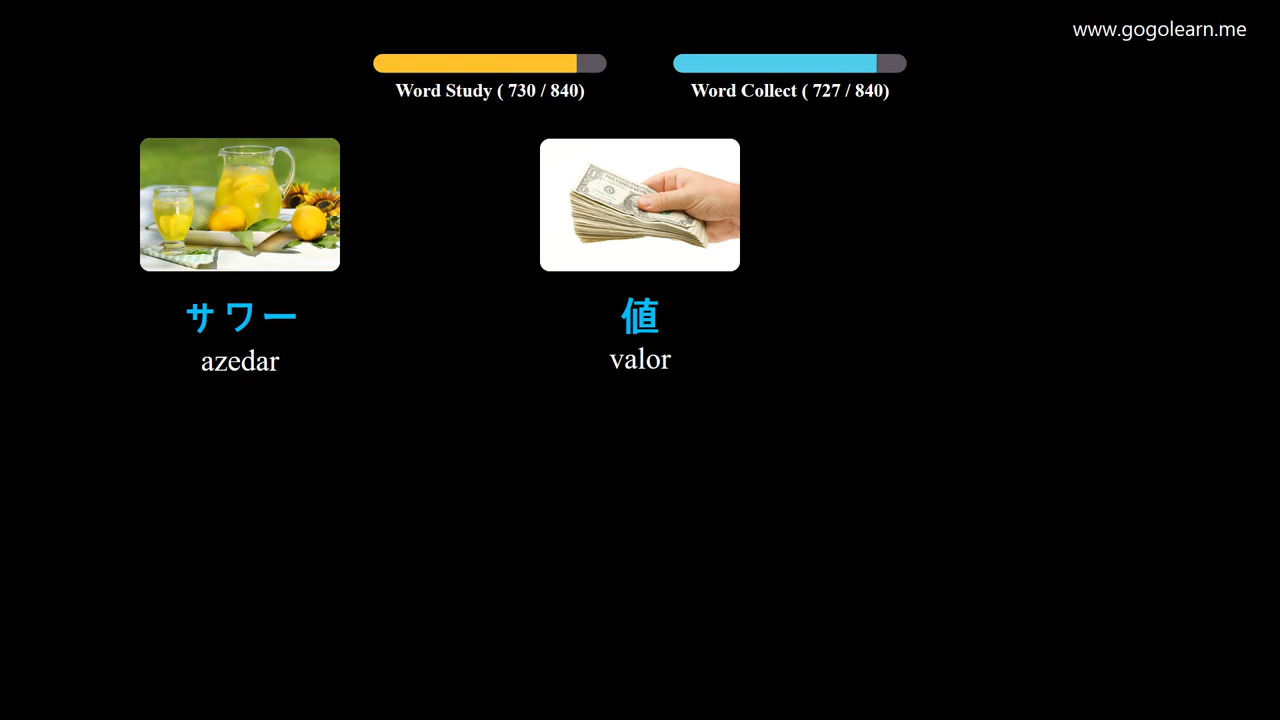 www.gogolearn.me
Word Study ( 730 / 840)
Word Collect ( 727 / 840)
サワー
azedar
値
valor